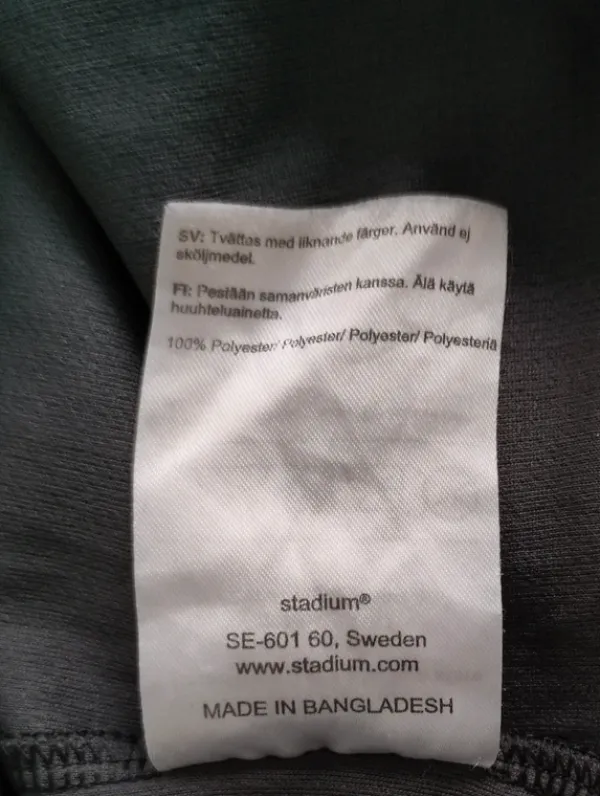 SV: Tvättas med liknande färger. Använd ej
sköljmedel.
FI: Pestään samanväristen kanssa. Älä käytä
huuhteluainetta.
100% Polyester/ Polyester/ Polyester/ Polyesteriä
stadium®
SE-601 60, Sweden
www.stadium.com
MADE IN BANGLADESH